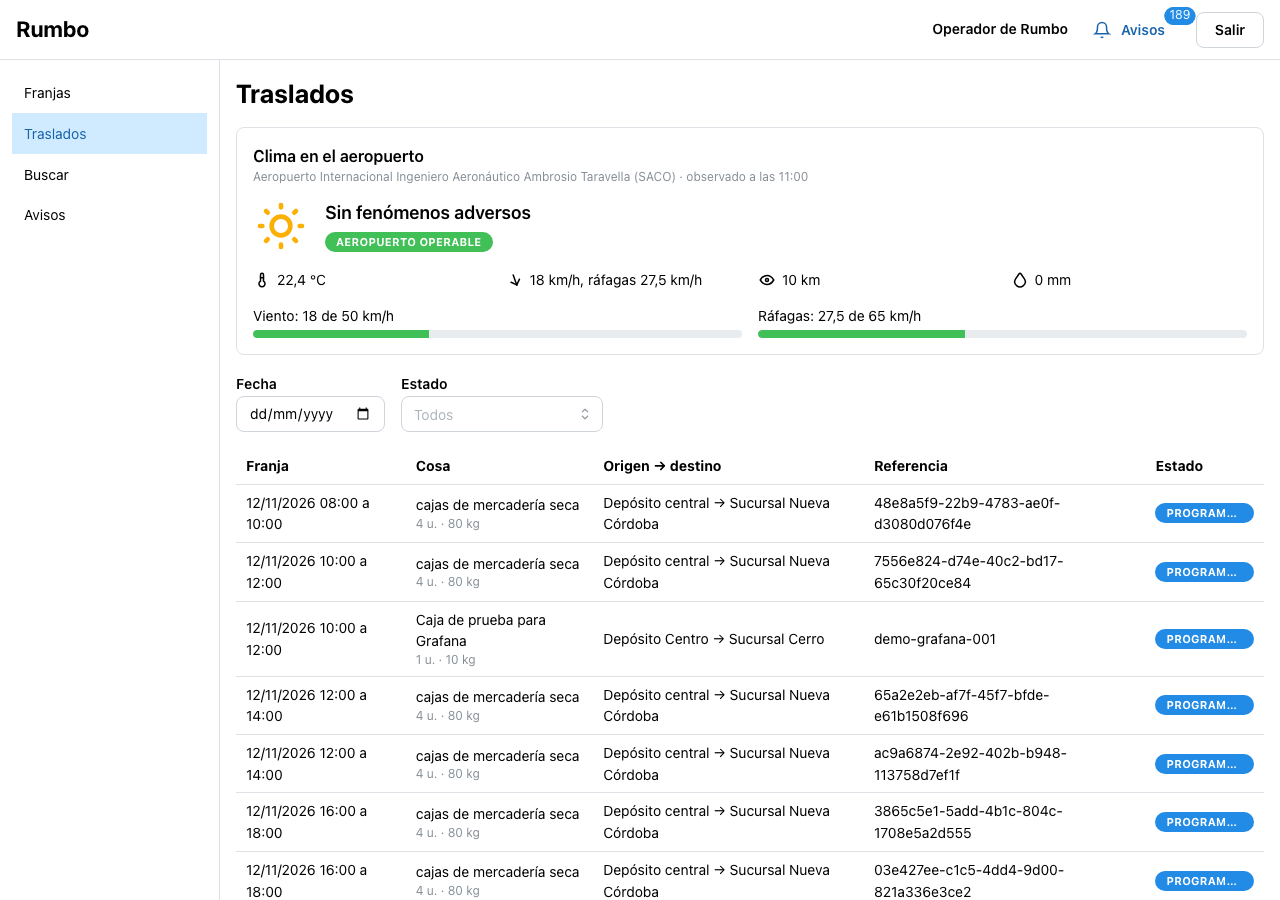 Rumbo
Operador de Rumbo
Avisos
189
Salir
Franjas
Traslados
Buscar
Avisos
Traslados
Clima en el aeropuerto
Aeropuerto Internacional Ingeniero Aeronáutico Ambrosio Taravella (SACO) · observado a las 11:00
Sin fenómenos adversos
AEROPUERTO OPERABLE
22,4 °C
18 km/h, ráfagas 27,5 km/h
10 km
0 mm
Viento: 18 de 50 km/h
Ráfagas: 27,5 de 65 km/h
Fecha
Estado
dd/mm/yyyy
Todos
Franja
Cosa
Origen → destino
Referencia
Estado
12/11/2026 08:00 a
10:00
cajas de mercadería seca
4 u. · 80 kg
Depósito central → Sucursal Nueva
Córdoba
48e8a5f9-22b9-4783-ae0f-
d3080d076f4e
PROGRAM...
12/11/2026 10:00 a
12:00
cajas de mercadería seca
4 u. · 80 kg
Depósito central → Sucursal Nueva
Córdoba
7556e824-d74e-40c2-bd17-
65c30f20ce84
PROGRAM...
12/11/2026 10:00 a
12:00
Caja de prueba para
Grafana
1 u. · 10 kg
Depósito Centro → Sucursal Cerro
demo-grafana-001
PROGRAM...
12/11/2026 12:00 a
14:00
cajas de mercadería seca
4 u. · 80 kg
Depósito central → Sucursal Nueva
Córdoba
65a2e2eb-af7f-45f7-bfde-
e61b1508f696
PROGRAM...
12/11/2026 12:00 a
14:00
cajas de mercadería seca
4 u. · 80 kg
Depósito central → Sucursal Nueva
Córdoba
ac9a6874-2e92-402b-b948-
113758d7ef1f
PROGRAM...
12/11/2026 16:00 a
18:00
cajas de mercadería seca
4 u. · 80 kg
Depósito central → Sucursal Nueva
Córdoba
3865c5e1-5add-4b1c-804c-
1708e5a2d555
PROGRAM...
12/11/2026 16:00 a
18:00
cajas de mercadería seca
4 u. · 80 kg
Depósito central → Sucursal Nueva
Córdoba
03e427ee-c1c5-4dd4-9d00-
821a336e3ce2
PROGRAM...